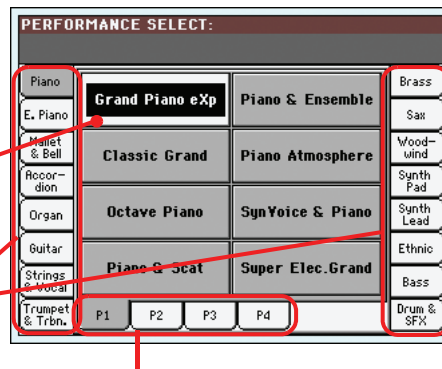 PERFORMANCE SELECT:
Piano
E. Piano
Mallet
& Bell
Accor-
dion
Organ
Guitar
Strings
& Vocal
Trumpet
& Trbn.
Grand Piano eXp
Piano & Ensemble
Classic Grand
Piano Atmosphere
Octave Piano
SynVoice & Piano
Piano & Scat
Super Elec.Grand
Brass
Sax
Wood-
wind
Synth
Pad
Synth
Lead
Ethnic
Bass
Drum &
SFX
P1
P2
P3
P4